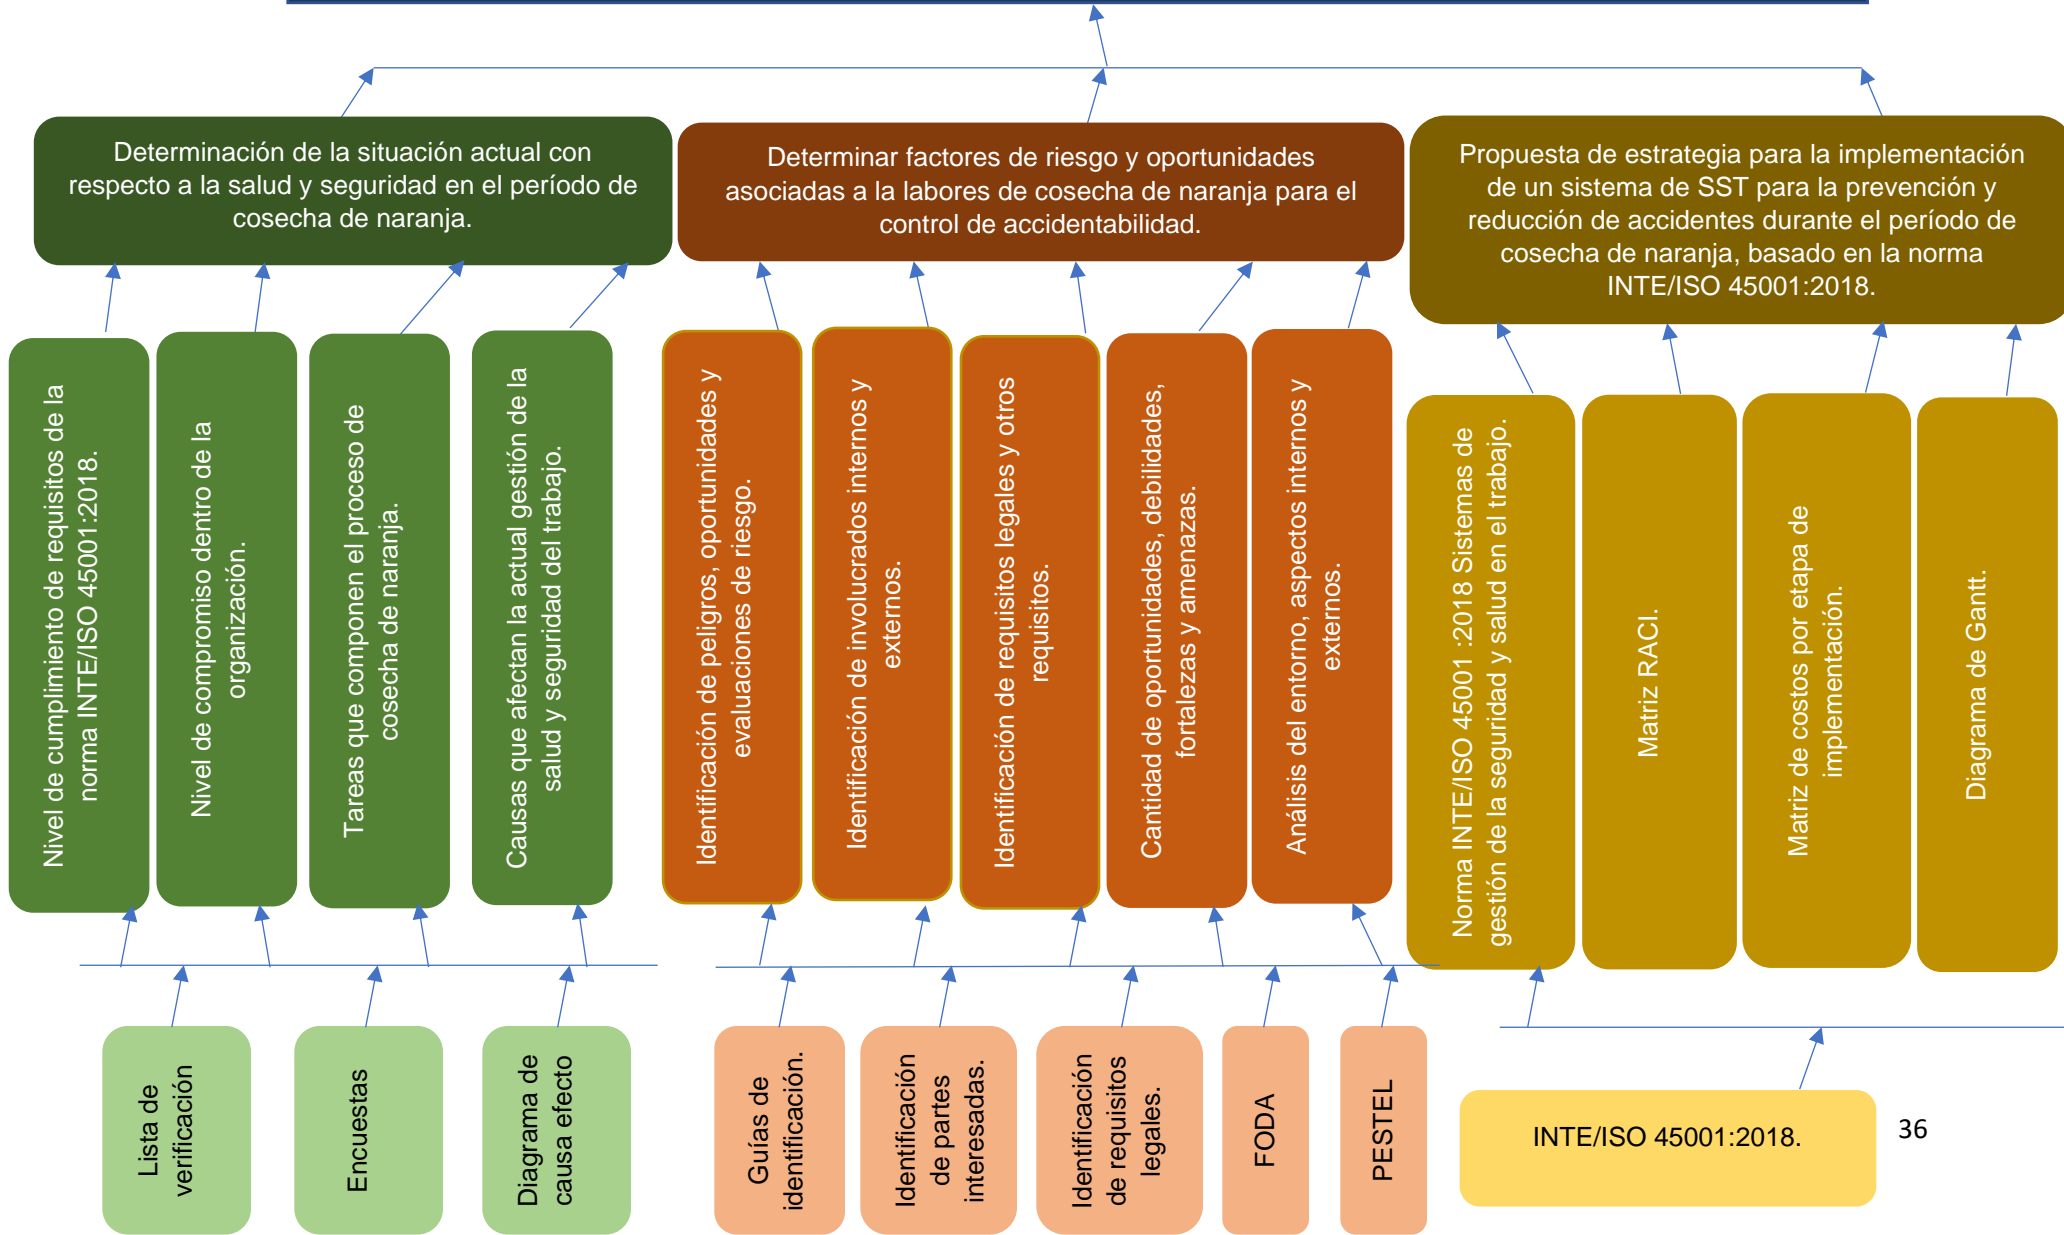 Determinación de la situación actual con
respecto a la salud y seguridad en el período de
cosecha de naranja.
Determinar factores de riesgo y oportunidades
asociadas a la labores de cosecha de naranja para el
control de accidentabilidad.
Propuesta de estrategia para la implementación
de un sistema de SST para la prevención y
reducción de accidentes durante el período de
cosecha de naranja, basado en la norma
INTE/ISO 45001:2018.
Nivel de cumplimiento de requisitos de la
norma INTE/ISO 45001:2018.
Nivel de compromiso dentro de la
organización.
Tareas que componen el proceso de
cosecha de naranja.
Causas que afectan la actual gestión de la
salud y seguridad del trabajo.
Identificación de peligros, oportunidades y
evaluaciones de riesgo.
Identificación de involucrados internos y
externos.
Identificación de requisitos legales y otros
requisitos.
Cantidad de oportunidades, debilidades,
fortalezas y amenazas.
Análisis del entorno, aspectos internos y
externos.
Norma INTE/ISO 45001 :2018 Sistemas de
gestión de la seguridad y salud en el trabajo.
Matriz RACI.
Matriz de costos por etapa de
implementación.
Diagrama de Gantt.
Lista de
verificación
Encuestas
Diagrama de
causa efecto
Guías de
identificación.
Identificación
de partes
interesadas.
Identificación
de requisitos
legales.
FODA
PESTEL
INTE/ISO 45001:2018.
36